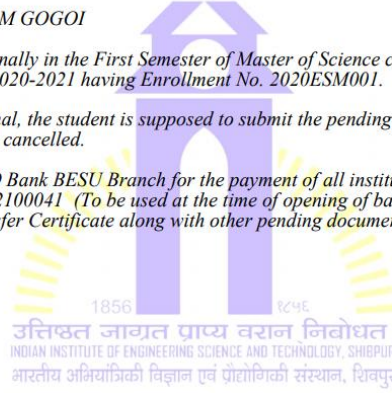 M GOGOI
nally in the First Semester of Master of Science c
2020-2021 having Enrollment No. 2020ESM001.
al, the student is supposed to submit the pending
cancelled.
Bank BESU Branch for the payment of all instit
2100041 (To be used at the time of opening of ba
fer Certificate along with other pending docume
1856 १८५६
उत्तिष्ठत जाग्रत प्राप्य वरान निबोधत
INDIAN INSTITUTE OF ENGINEERING SCIENCE AND TECHNOLOGY, SHIBPUR
भारतीय अभियांत्रिकी विज्ञान एवं प्रौद्योगिकी संस्थान, शिवपु